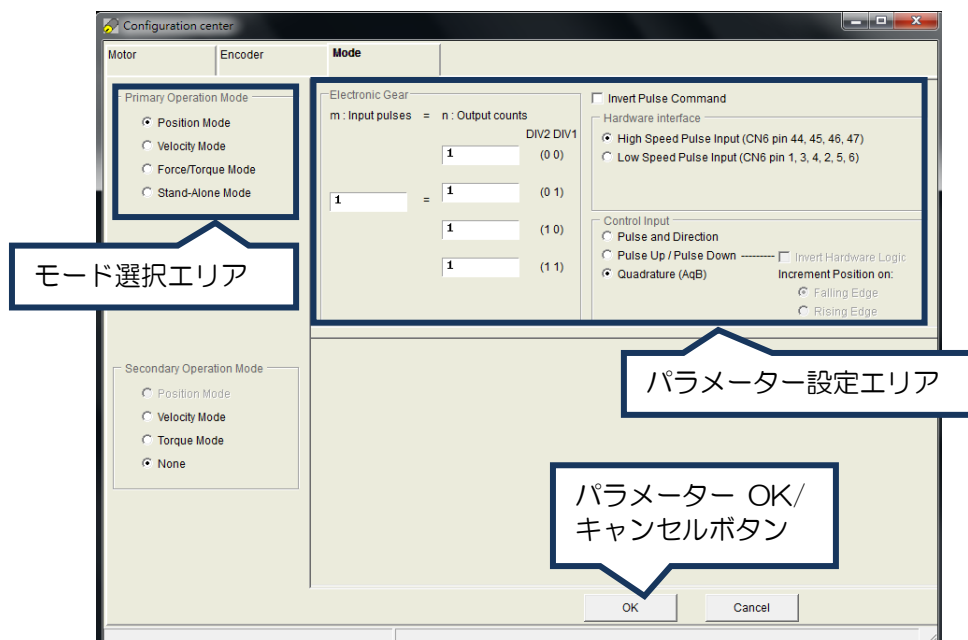 Configuration center
Motor
Encoder
Mode
Primary Operation Mode
Position Mode
Velocity Mode
Force/Torque Mode
Stand-Alone Mode
モード選択エリア
Electronic Gear
m : Input pulses = n : Output counts
DIV2 DIV1
1 (0 0)
1 = 1 (0 1)
1 (1 0)
1 (1 1)
Invert Pulse Command
Hardware interface
High Speed Pulse Input (CN6 pin 44, 45, 46, 47)
Low Speed Pulse Input (CN6 pin 1, 3, 4, 2, 5, 6)
Control Input
Pulse and Direction
Pulse Up / Pulse Down --------- Invert Hardware Logic
Quadrature (AqB) Increment Position on:
Falling Edge
Rising Edge
パラメーター設定エリア
Secondary Operation Mode
Position Mode
Velocity Mode
Torque Mode
None
パラメーター OK/
キャンセルボタン
OK
Cancel